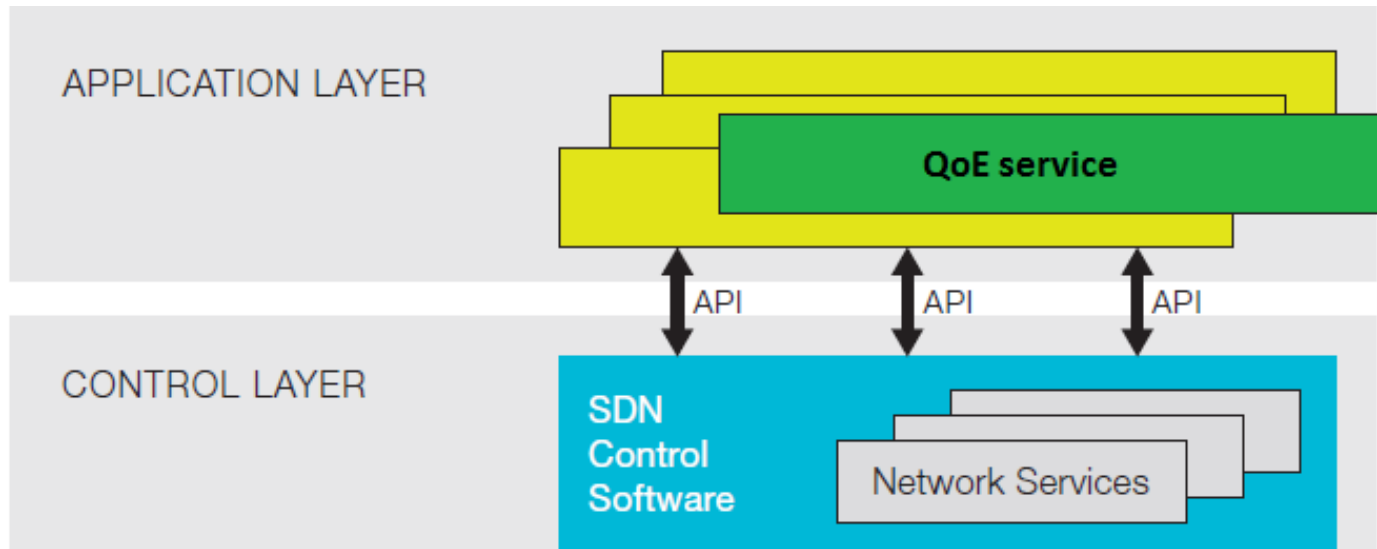 APPLICATION LAYER
QoE service
API API API
CONTROL LAYER
SDN
Control
Software
Network Services